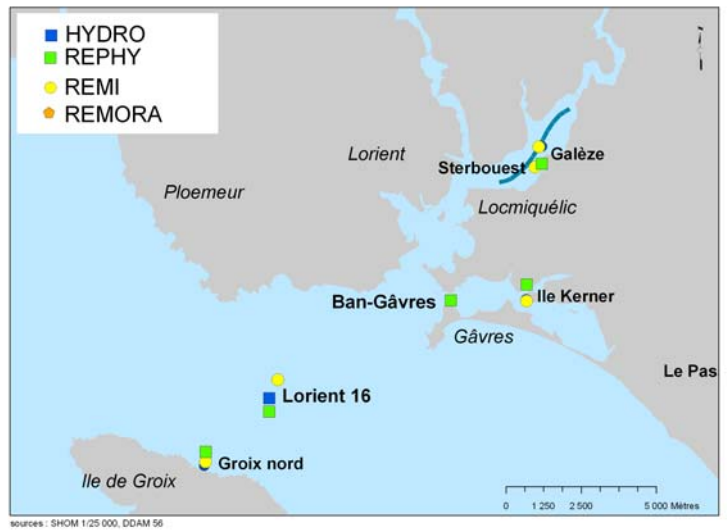 HYDRO
REPHY
REMI
REMORA
Lorient
Galèze
Sterbouest
Ploemeur
Locmiquélic
Ban-Gâvres
Ile Kerner
Gâvres
Le Pas
Lorient 16
Groix nord
Ile de Groix
0 1 250 2 500 5 000 Mètres
sources : SHOM 1/25 000, DDAM 56